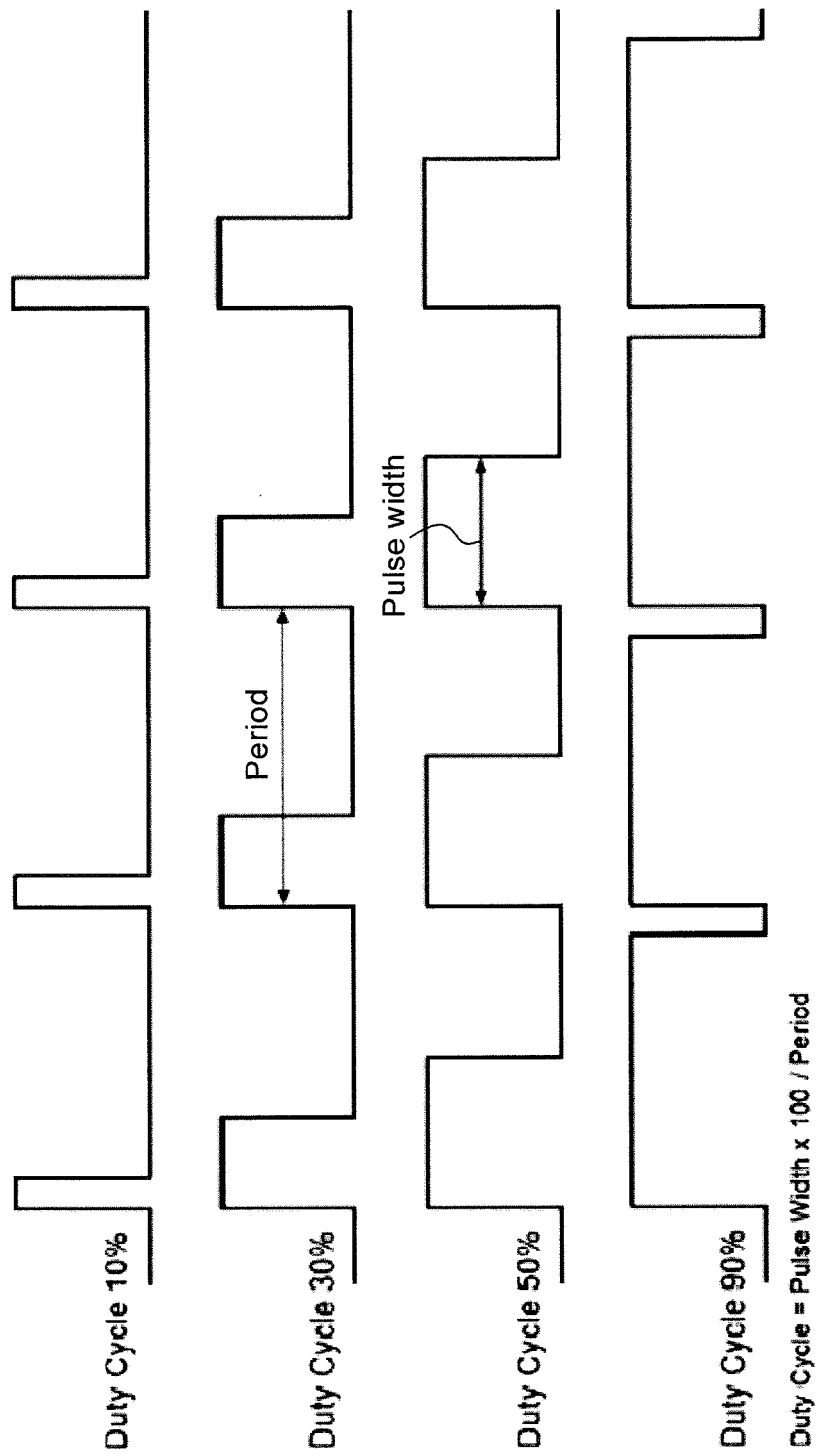 Duty Cycle 10%
Duty Cycle 30%
Period
Duty Cycle 50%
Pulse width
Duty Cycle 90%
Duty Cycle = Pulse Width x 100 / Period